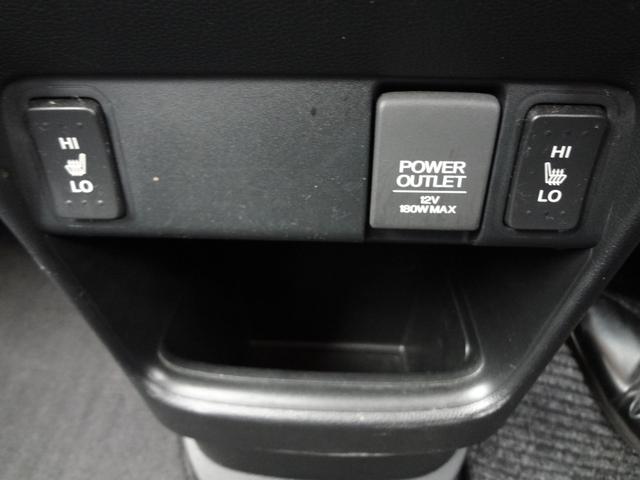 HI
LO
POWER
OUTLET
12V
180W MAX
HI
LO